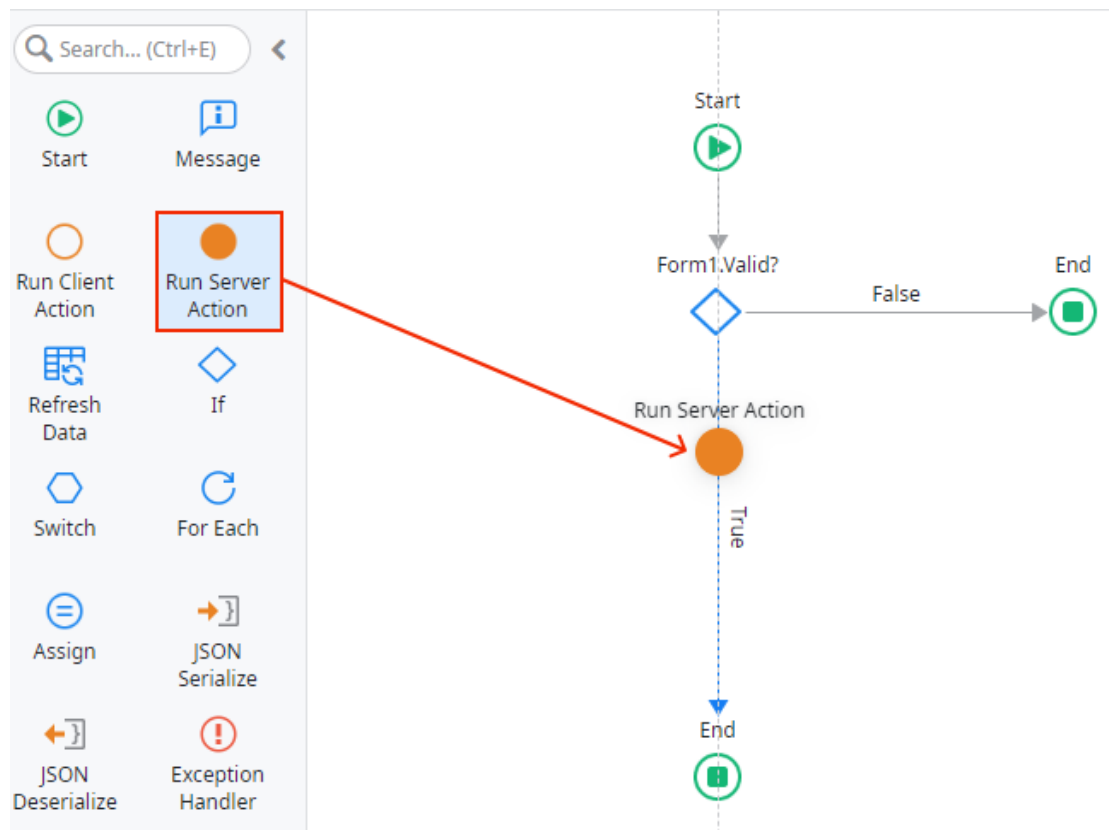 Search... (Ctrl+E)
Start
Message
Run Client
Action
Run Server
Action
Refresh
Data
If
Switch
For Each
Assign
JSON
Serialize
JSON
Deserialize
Exception
Handler
Start
Form1.Valid?
False
End
Run Server Action
True
End